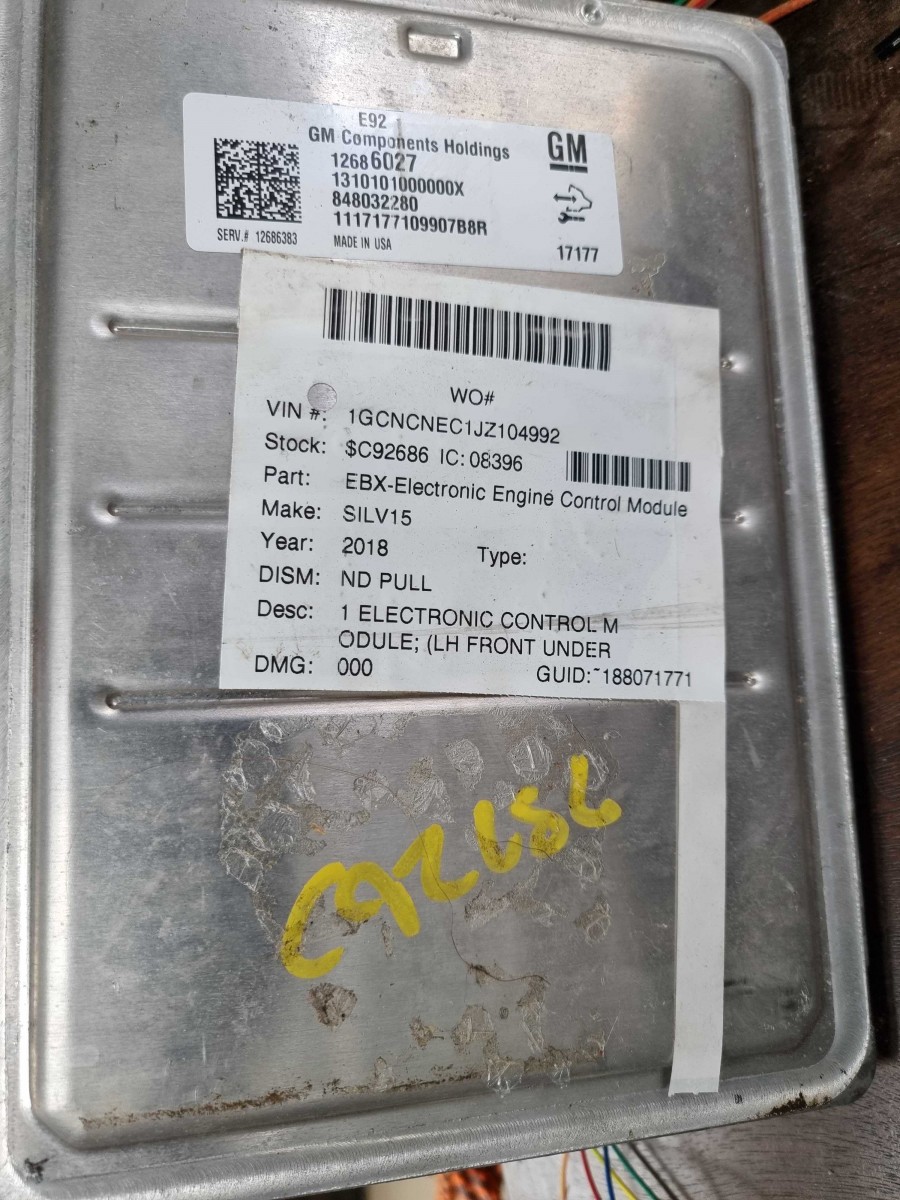 E92
GM Components Holdings
GM
12686027
1310101000000X
848032280
1117177109907B8R
SERV.# 12686383
MADE IN USA
17177
WO#
VIN #: 1GCNCNEC1JZ104992
Stock: $C92686 IC: 08396
Part: EBX-Electronic Engine Control Module
Make: SILV15
Year: 2018 Type:
DISM: ND PULL
Desc: 1 ELECTRONIC CONTROL M
ODULE; (LH FRONT UNDER
DMG: 000 GUID:~188071771
C92686